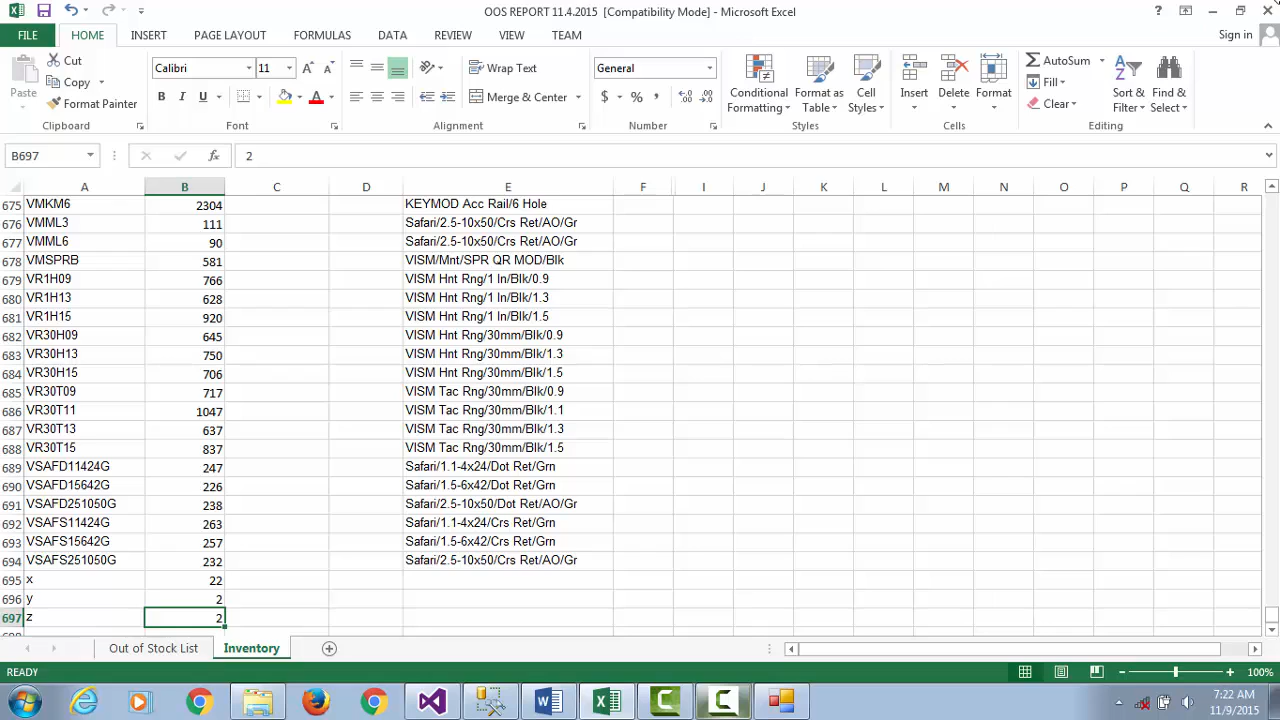 OOS REPORT 11.4.2015 [Compatibility Mode] - Microsoft Excel
FILE HOME INSERT PAGE LAYOUT FORMULAS DATA REVIEW VIEW TEAM Sign in
Paste Cut Copy Format Painter
Clipboard
Calibri 11
B I U
Font
Wrap Text
Merge & Center
Alignment
General
$ % ,
Number
Conditional Formatting Format as Table Cell Styles
Styles
Insert Delete Format
Cells
AutoSum
Fill
Clear
Sort & Filter Find & Select
Editing
B697 fx 2
A B C D E F I J K L M N O P Q R
675 VMKM6 2304 KEYMOD Acc Rail/6 Hole
676 VMML3 111 Safari/2.5-10x50/Crs Ret/AO/Gr
677 VMML6 90 Safari/2.5-10x50/Crs Ret/AO/Gr
678 VMSPRB 581 VISM/Mnt/SPR QR MOD/Blk
679 VR1H09 766 VISM Hnt Rng/1 In/Blk/0.9
680 VR1H13 628 VISM Hnt Rng/1 In/Blk/1.3
681 VR1H15 920 VISM Hnt Rng/1 In/Blk/1.5
682 VR30H09 645 VISM Hnt Rng/30mm/Blk/0.9
683 VR30H13 750 VISM Hnt Rng/30mm/Blk/1.3
684 VR30H15 706 VISM Hnt Rng/30mm/Blk/1.5
685 VR30T09 717 VISM Tac Rng/30mm/Blk/0.9
686 VR30T11 1047 VISM Tac Rng/30mm/Blk/1.1
687 VR30T13 637 VISM Tac Rng/30mm/Blk/1.3
688 VR30T15 837 VISM Tac Rng/30mm/Blk/1.5
689 VSAFD11424G 247 Safari/1.1-4x24/Dot Ret/Grn
690 VSAFD15642G 226 Safari/1.5-6x42/Dot Ret/Grn
691 VSAFD251050G 238 Safari/2.5-10x50/Dot Ret/AO/Gr
692 VSAFS11424G 263 Safari/1.1-4x24/Crs Ret/Grn
693 VSAFS15642G 257 Safari/1.5-6x42/Crs Ret/Grn
694 VSAFS251050G 232 Safari/2.5-10x50/Crs Ret/AO/Gr
695 x 22
696 y 2
697 z 2
Out of Stock List Inventory
READY 100%
7:22 AM
11/9/2015